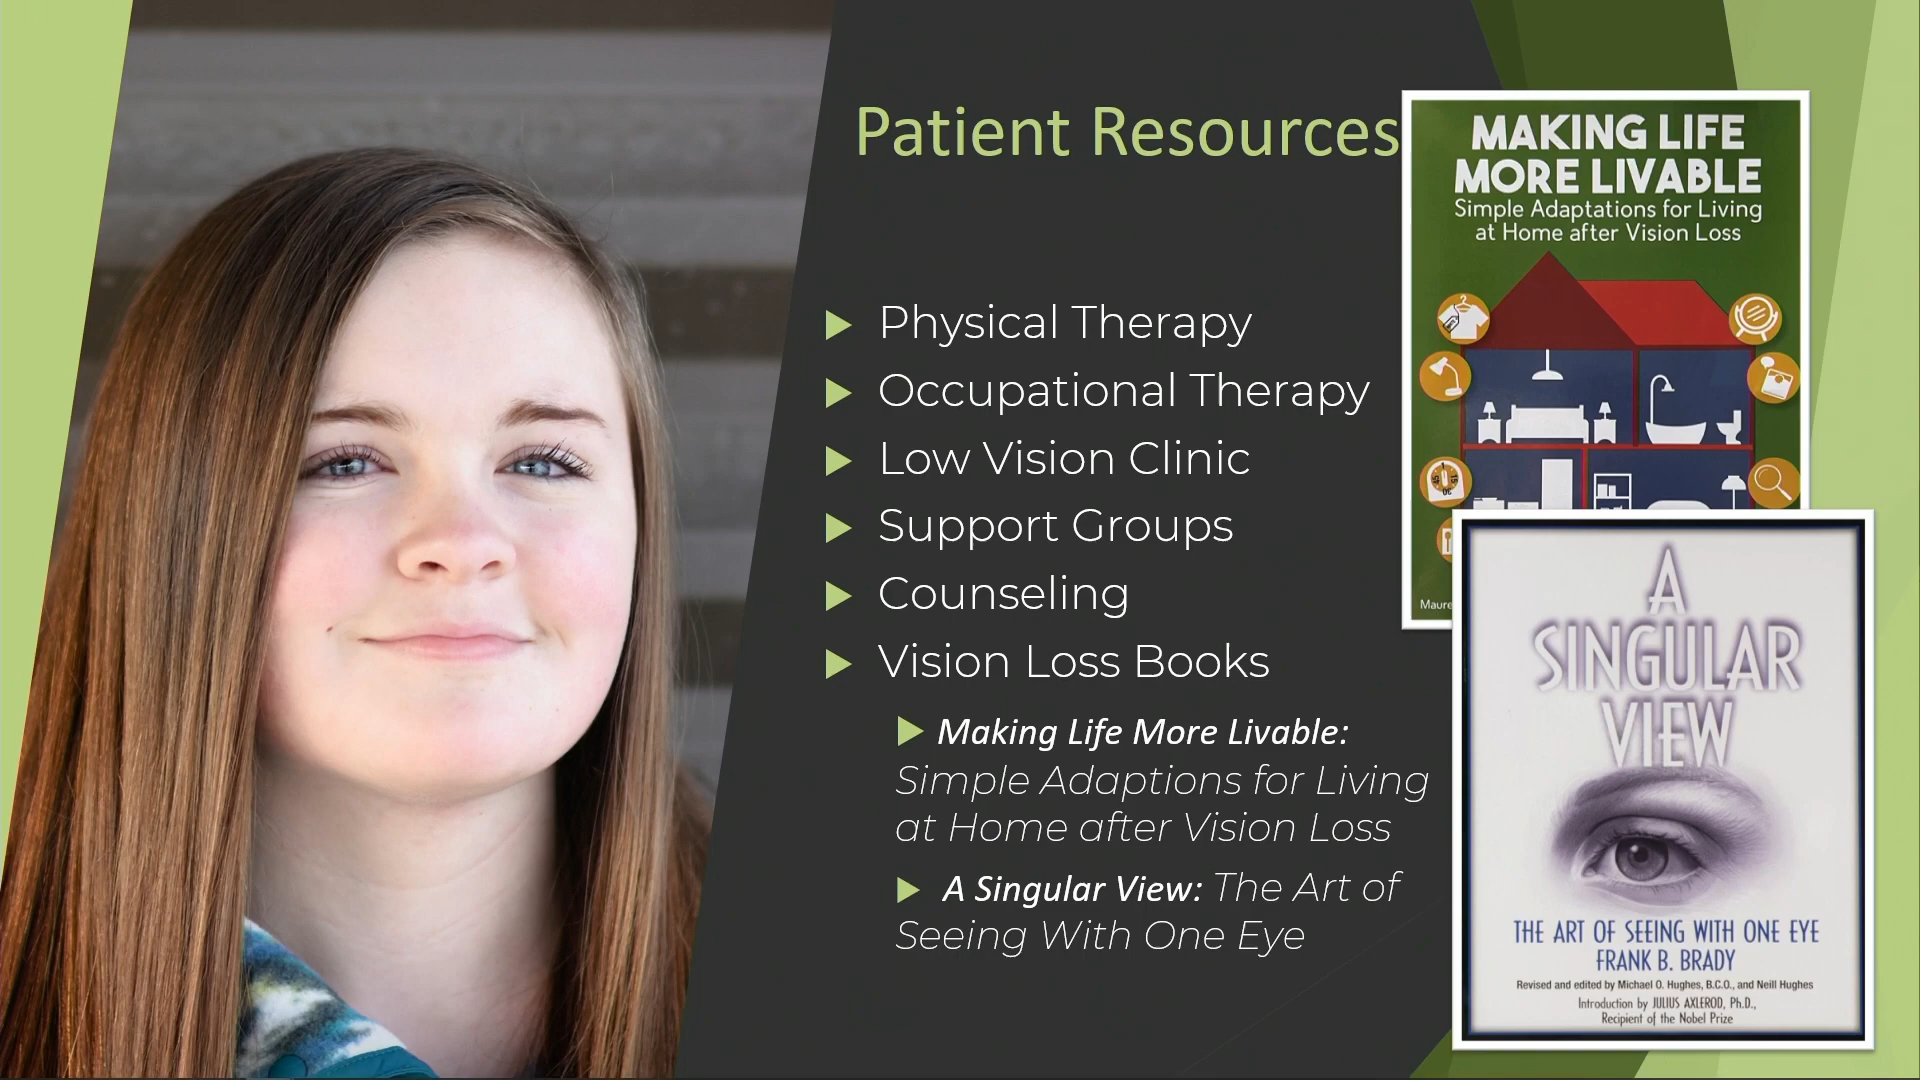 Patient Resources
Physical Therapy
Occupational Therapy
Low Vision Clinic
Support Groups
Counseling
Vision Loss Books
Making Life More Livable:
Simple Adaptions for Living
at Home after Vision Loss
A Singular View: The Art of
Seeing With One Eye
MAKING LIFE
MORE LIVABLE
Simple Adaptations for Living
at Home after Vision Loss
A
SINGULAR
VIEW
THE ART OF SEEING WITH ONE EYE
FRANK B. BRADY
Revised and edited by Michael O. Hughes, B.C.O., and Neill Hughes
Introduction by JULIUS AXLEROD, Ph.D.,
Recipient of the Nobel Prize